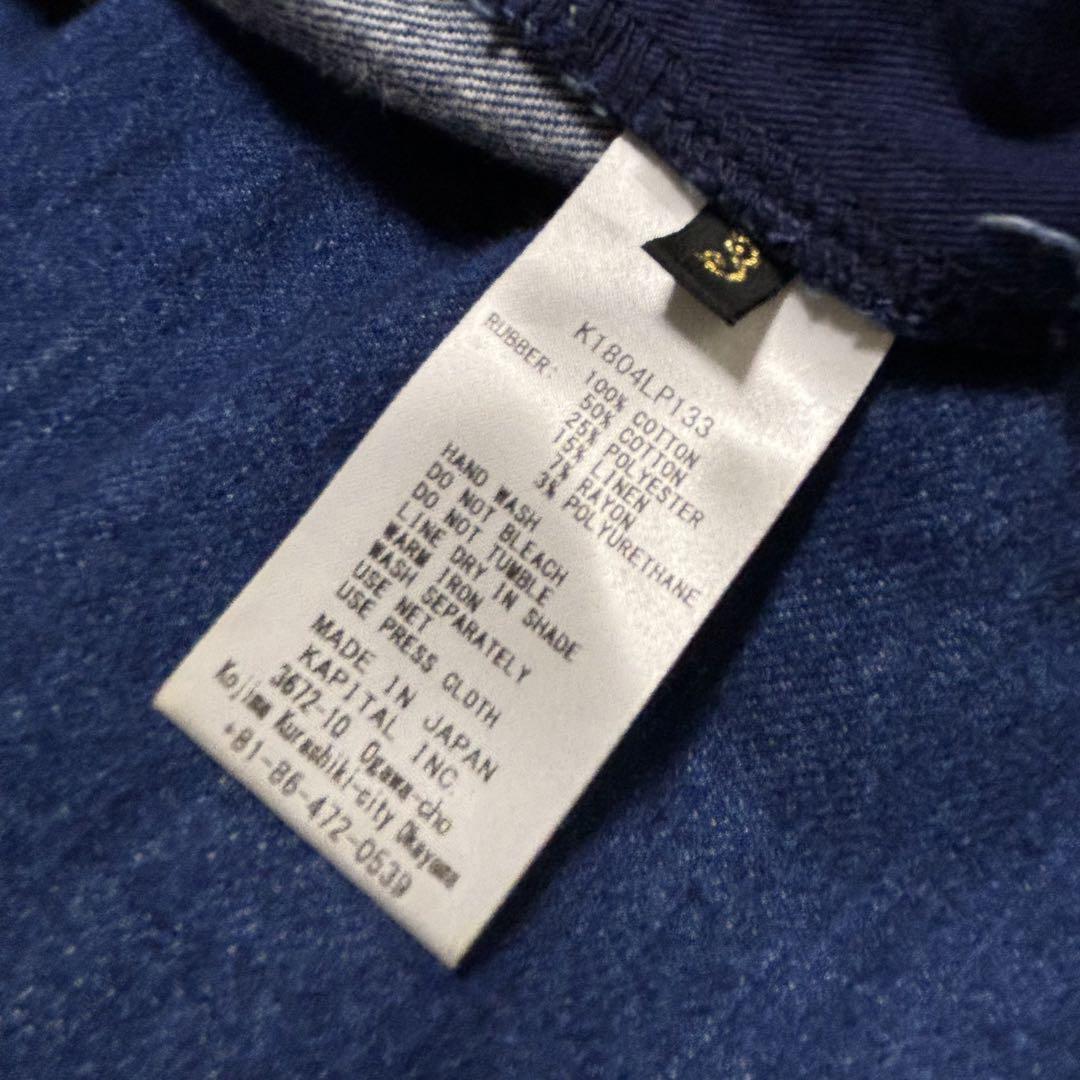 3
K1804LP133
100% COTTON
RUBBER: 50% COTTON
25% POLYESTER
15% LINEN
7% RAYON
3% POLYURETHANE
HAND WASH
DO NOT BLEACH
DO NOT TUMBLE
LINE DRY IN SHADE
WARM IRON
WASH SEPARATELY
USE NET
USE PRESS CLOTH
MADE IN JAPAN
KAPITAL INC.
3672-10 Ogawa-cho
Kojima Kurashiki-city Okayama
+81-86-472-0539